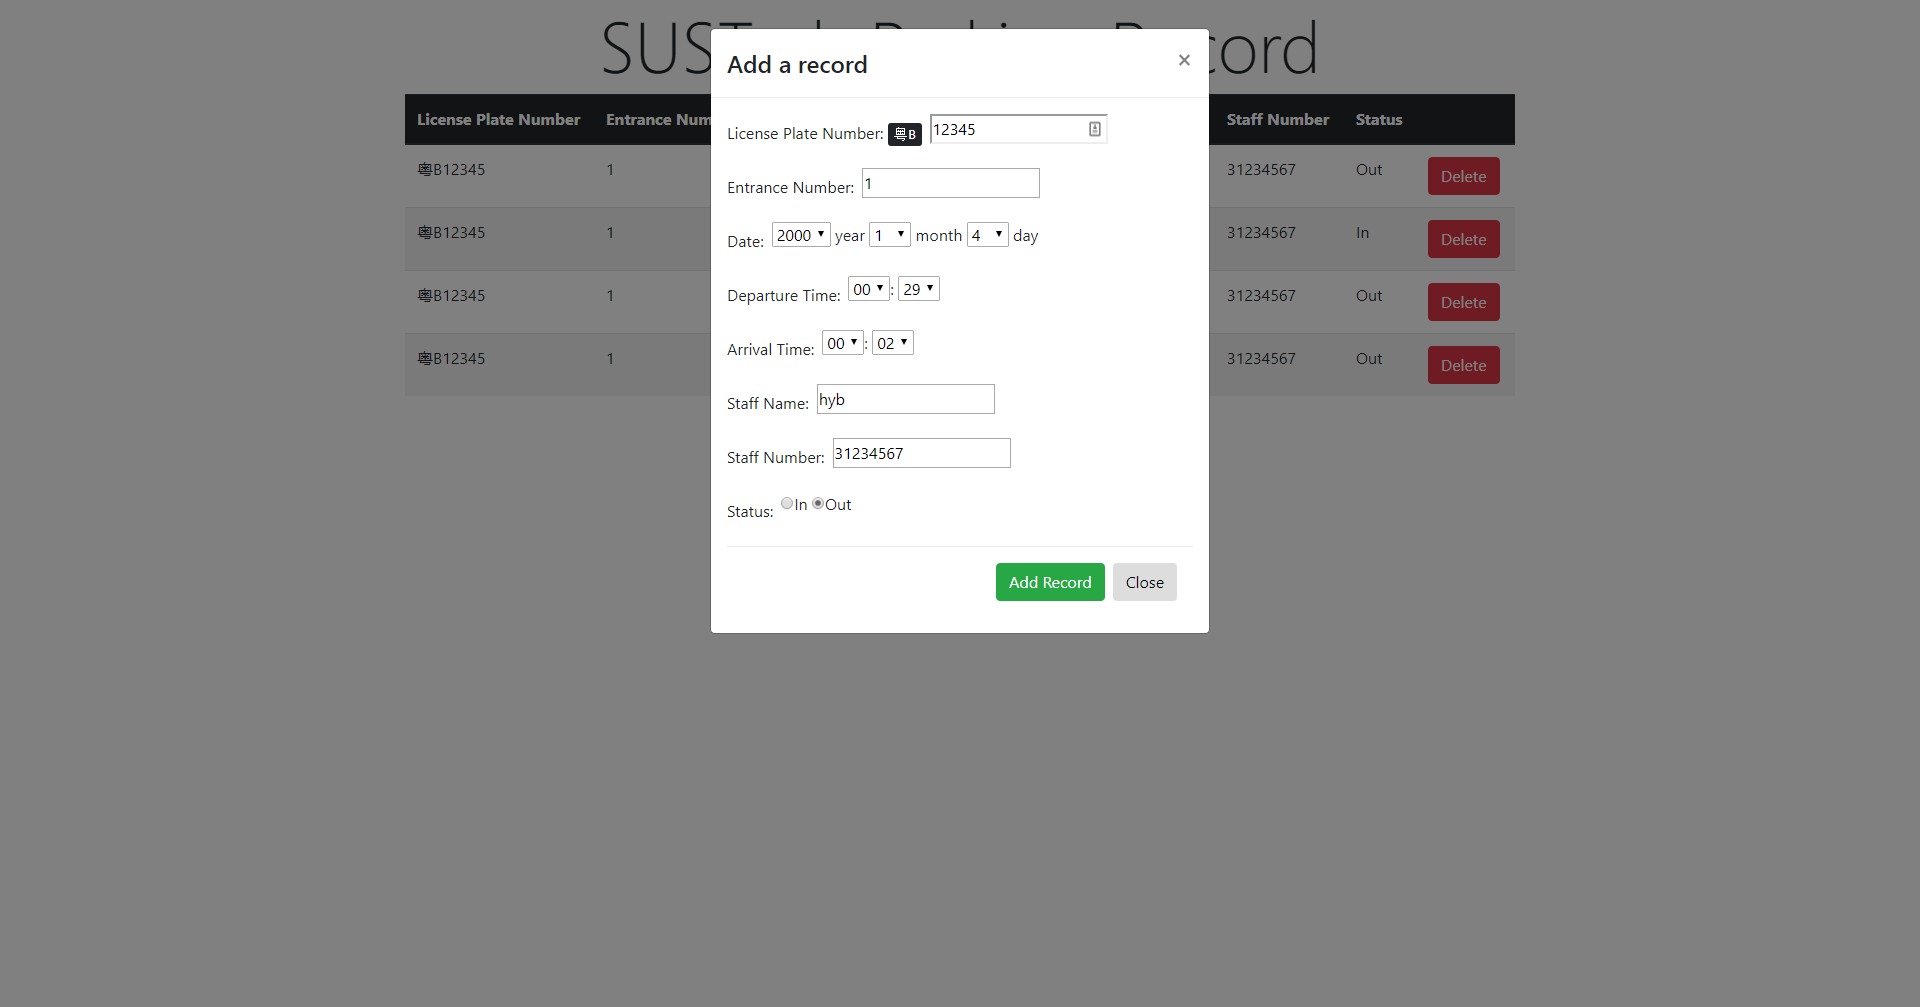 SUSTech Parking Record
Add a record ×
License Plate Number Entrance Num Staff Number Status
License Plate Number: 粤B 12345
粤B12345 1 31234567 Out Delete
Entrance Number: 1
粤B12345 1 31234567 In Delete
Date: 2000 year 1 month 4 day
粤B12345 1 31234567 Out Delete
Departure Time: 00 : 29
Arrival Time: 00 : 02
粤B12345 1 31234567 Out Delete
Staff Name: hyb
Staff Number: 31234567
Status: In Out
Add Record Close